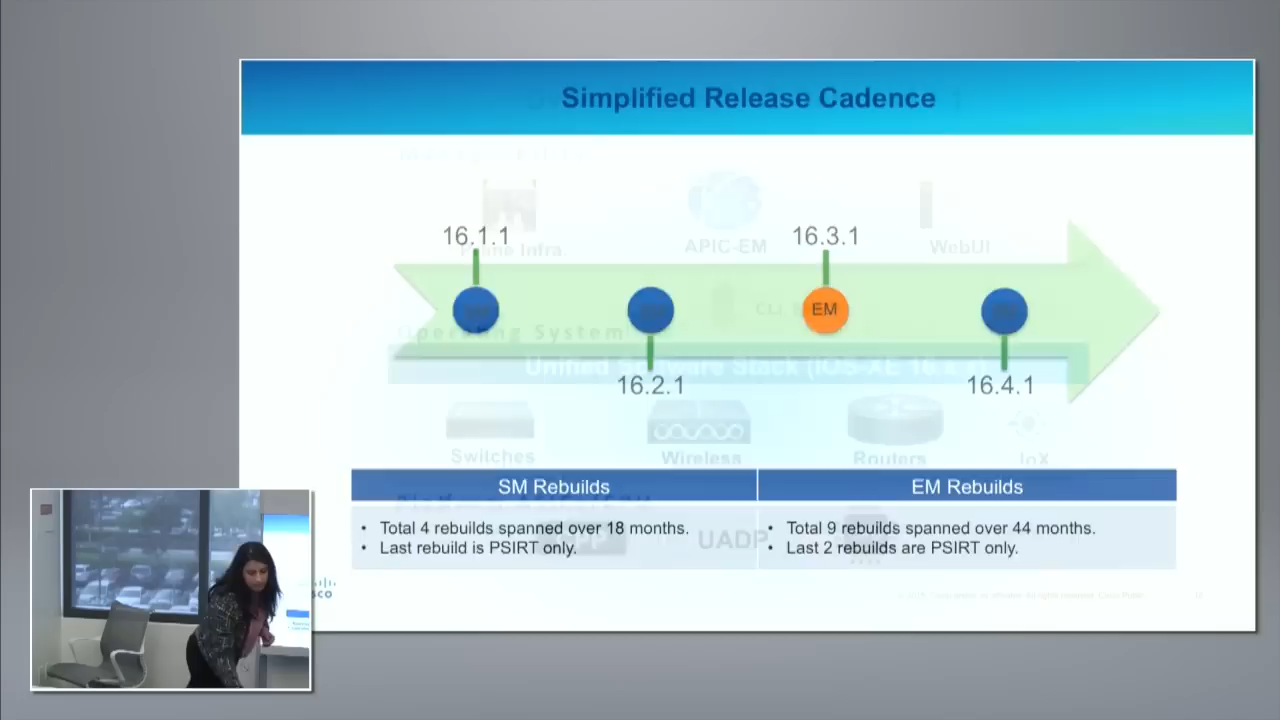 Simplified Release Cadence
16.1.1
16.3.1
Infra.
APIC-EM
WebUI
EM
Operating System
Unified Software Stack (IOS-XE 16.x
16.2.1
16.4.1
Switches
Wireless
Routers
IoX
SM Rebuilds
EM Rebuilds
• Total 4 rebuilds spanned over 18 months.
• Last rebuild is PSIRT only.
• Total 9 rebuilds spanned over 44 months.
• Last 2 rebuilds are PSIRT only.
UADP